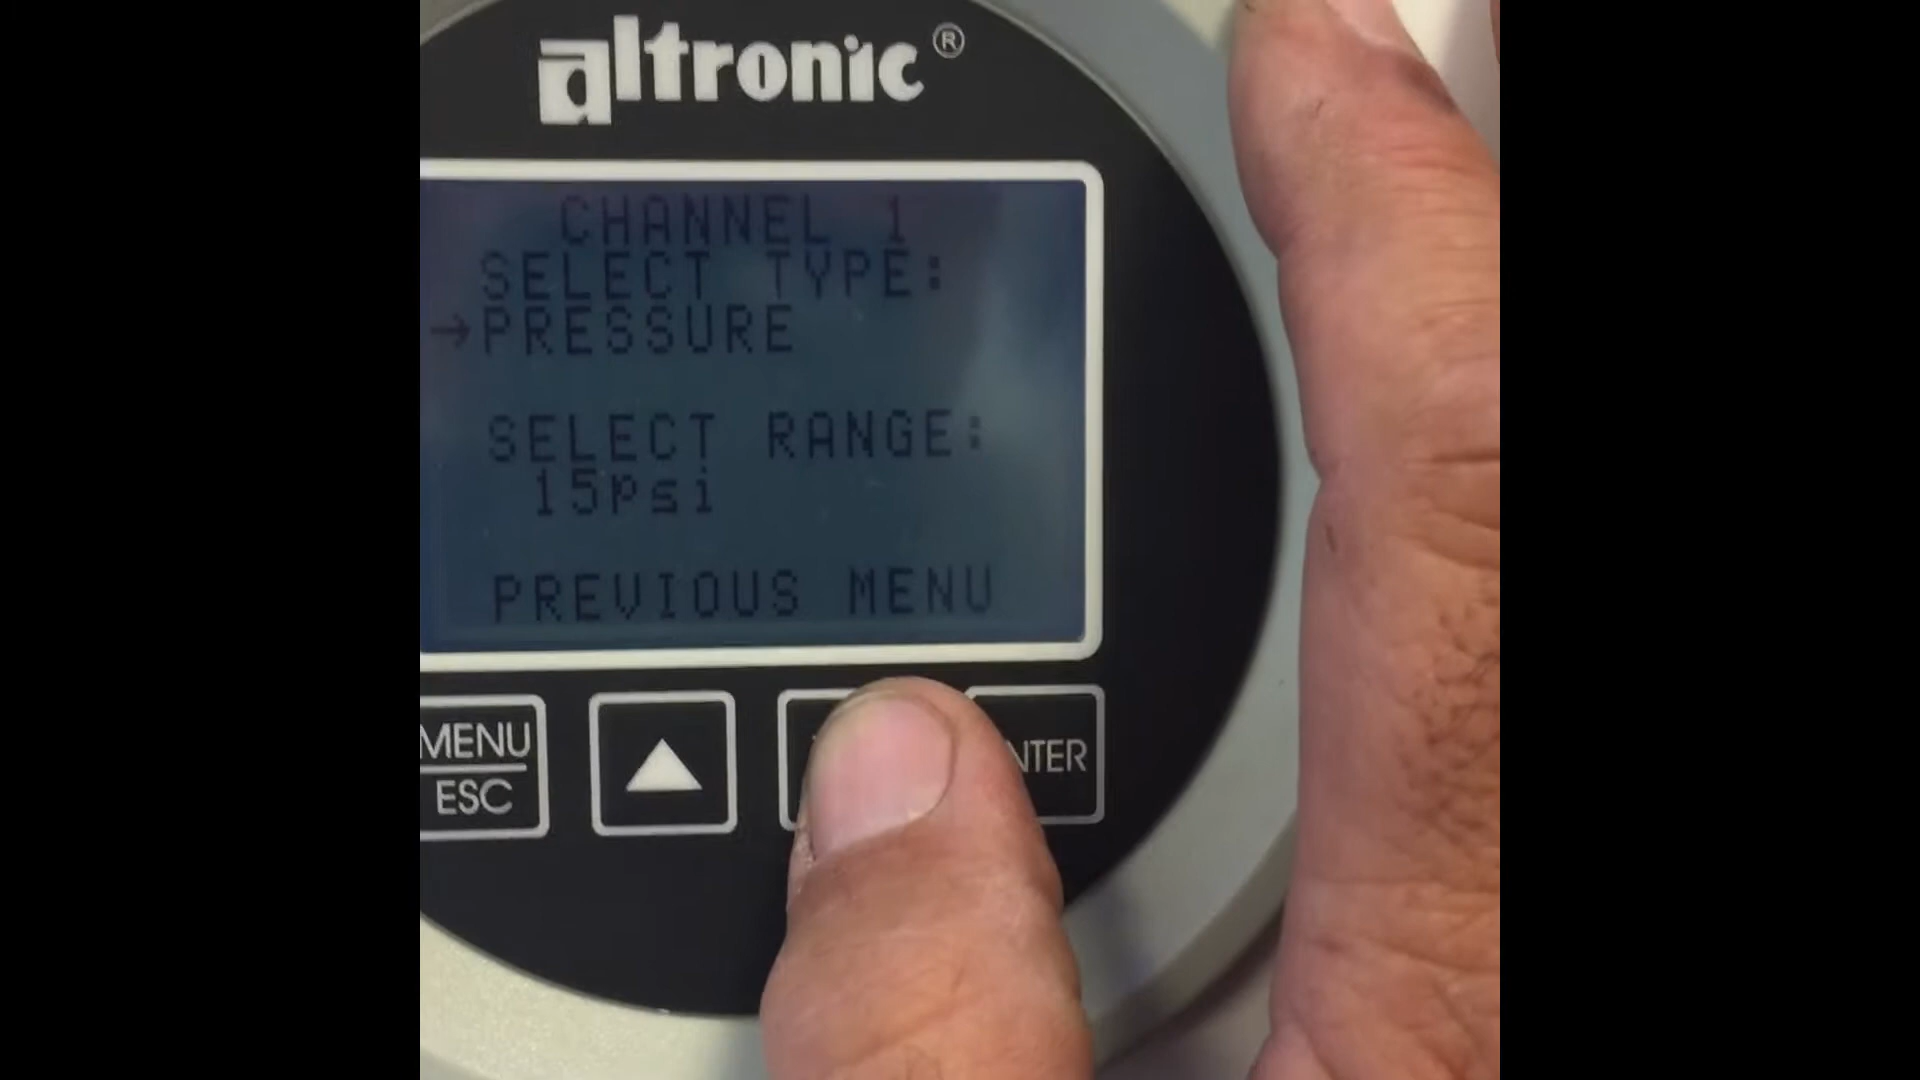 altronic®
CHANNEL 1
SELECT TYPE:
→PRESSURE
SELECT RANGE:
15psi
PREVIOUS MENU
MENU
ESC
NTER